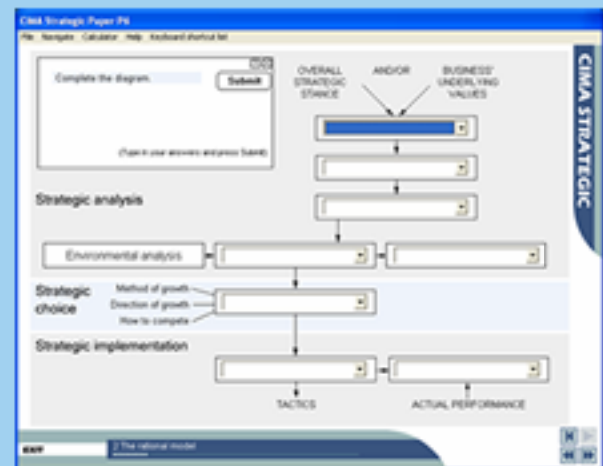 CIMA Strategic Paper P6
File Navigate Calculator Help Keyboard shortcut list
Complete the diagram.
Submit
(Type in your answers and press Submit)
OVERALL STRATEGIC STANCE
AND/OR
BUSINESS' UNDERLYING VALUES
CIMA STRATEGIC
Strategic analysis
Environmental analysis
Strategic choice
Method of growth
Direction of growth
How to compete
Strategic implementation
TACTICS
ACTUAL PERFORMANCE
EXIT
2 The rational model